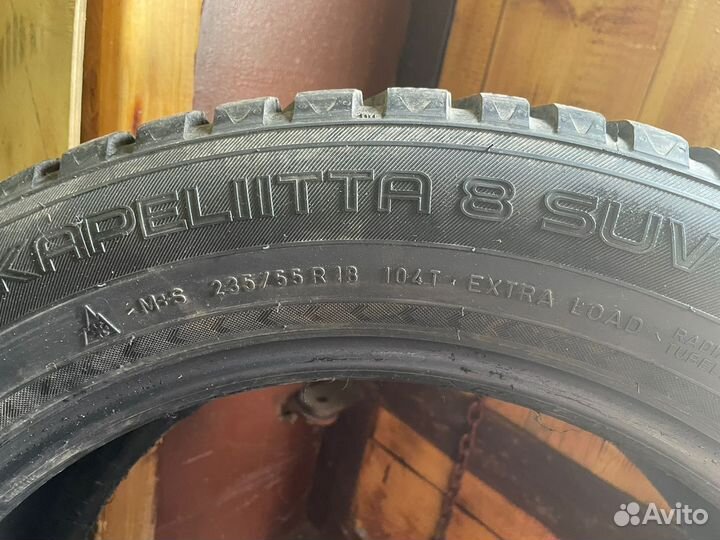 KAPELIITTA 8 SUV
M+S 235/55 R 18 104T · EXTRA LOAD
Avito